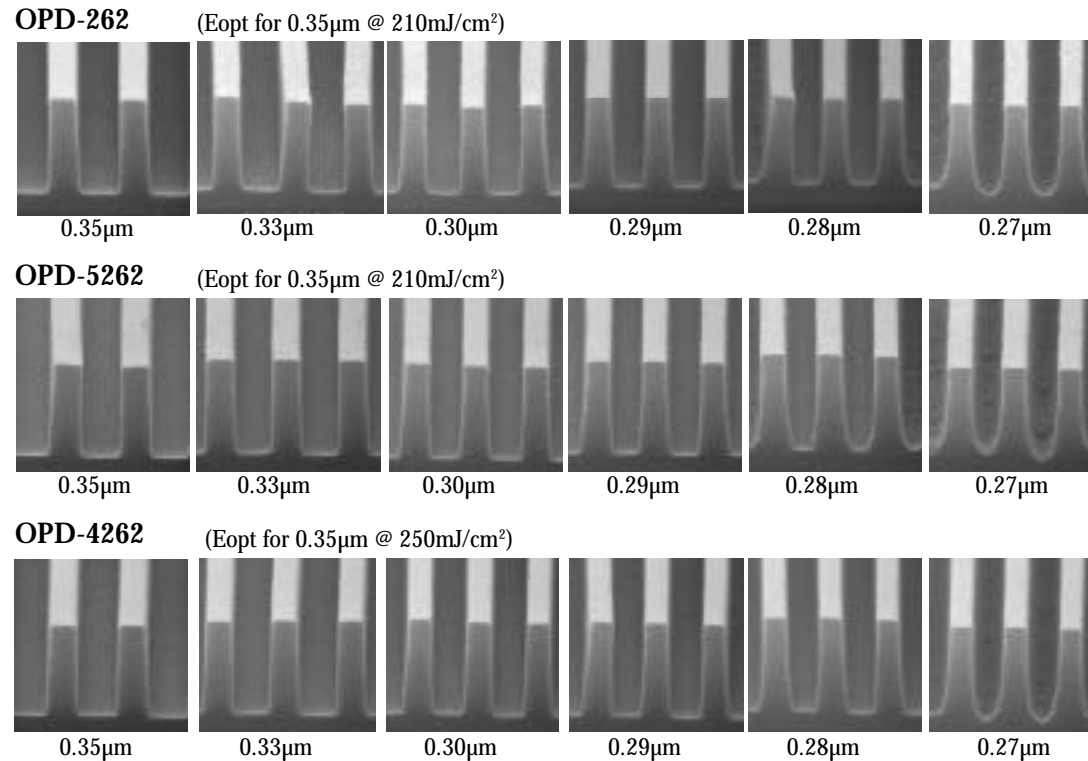 OPD-262 (Eopt for 0.35µm @ 210mJ/cm²)
0.35µm 0.33µm 0.30µm 0.29µm 0.28µm 0.27µm
OPD-5262 (Eopt for 0.35µm @ 210mJ/cm²)
0.35µm 0.33µm 0.30µm 0.29µm 0.28µm 0.27µm
OPD-4262 (Eopt for 0.35µm @ 250mJ/cm²)
0.35µm 0.33µm 0.30µm 0.29µm 0.28µm 0.27µm